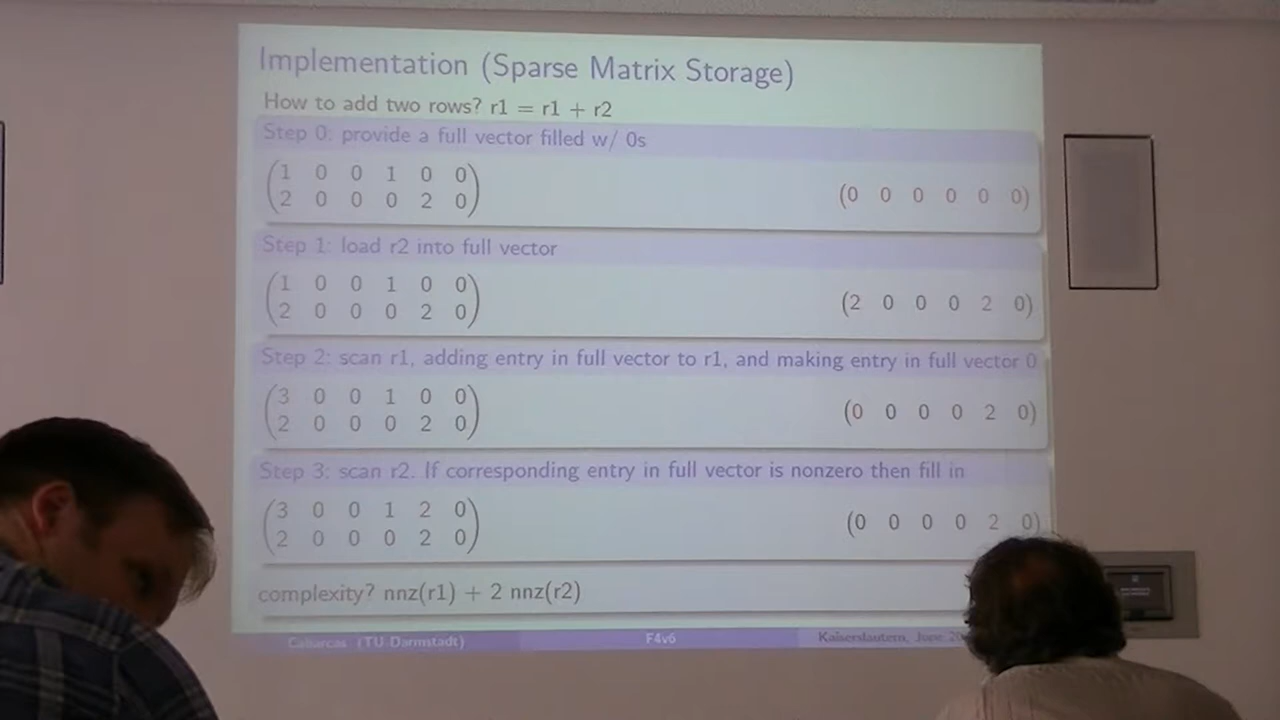 Implementation (Sparse Matrix Storage)
How to add two rows? r1 = r1 + r2
Step 0: provide a full vector filled w/ 0s
(1 0 0 1 0 0) (0 0 0 0 0 0)
(2 0 0 0 2 0)
Step 1: load r2 into full vector
(1 0 0 1 0 0) (2 0 0 0 2 0)
(2 0 0 0 2 0)
Step 2: scan r1, adding entry in full vector to r1, and making entry in full vector 0
(3 0 0 1 0 0) (0 0 0 0 2 0)
(2 0 0 0 2 0)
Step 3: scan r2. If corresponding entry in full vector is nonzero then fill in
(3 0 0 1 2 0) (0 0 0 0 2 0)
(2 0 0 0 2 0)
complexity? nnz(r1) + 2 nnz(r2)
Cabarcas (TU-Darmstadt) F4v6 Kaiserslautern, June